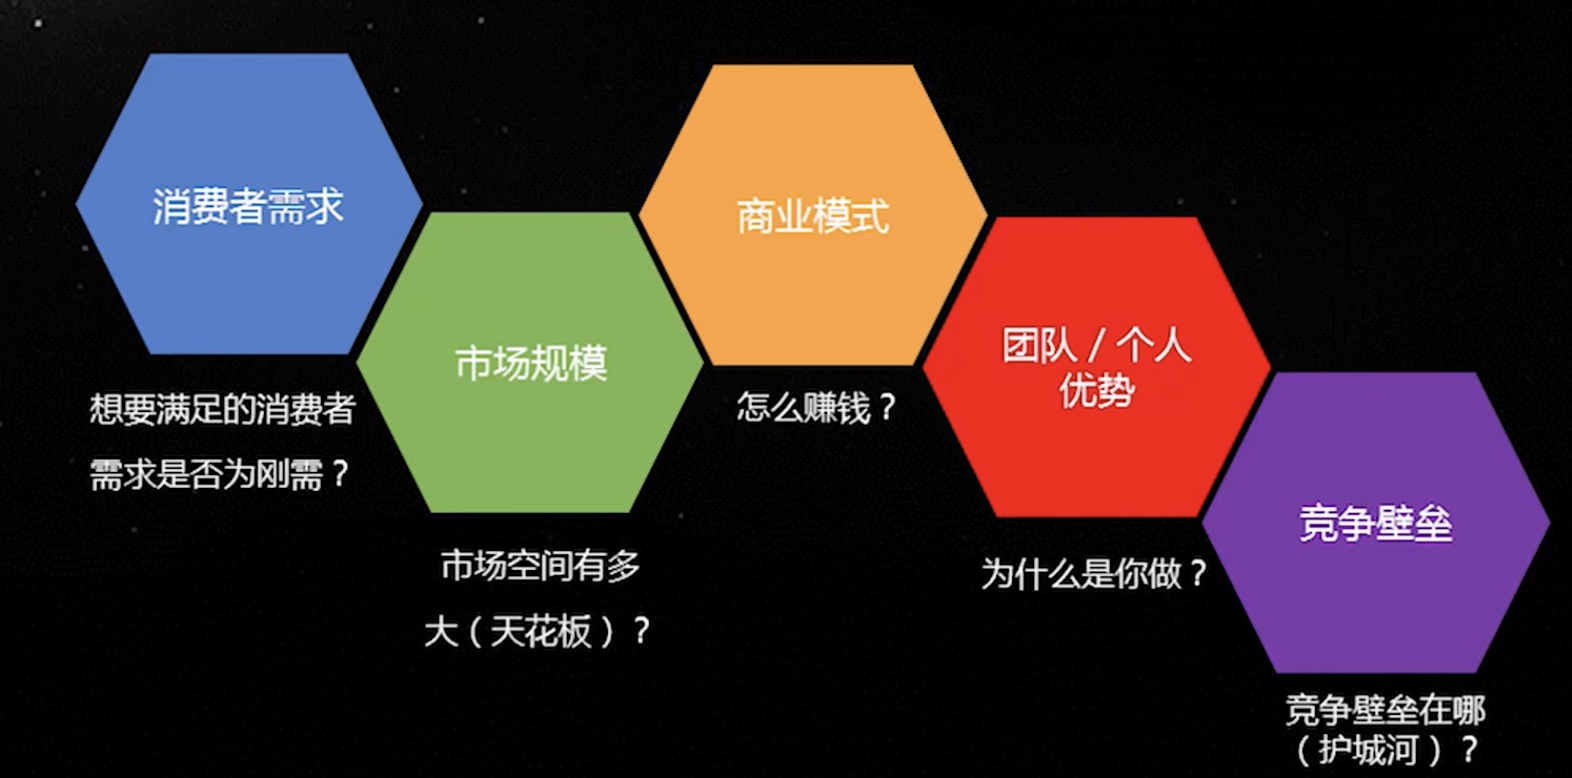 消费者需求
想要满足的消费者
需求是否为刚需？
市场规模
市场空间有多
大（天花板）？
商业模式
怎么赚钱？
团队 / 个人
优势
为什么是你做？
竞争壁垒
竞争壁垒在哪
（护城河）？